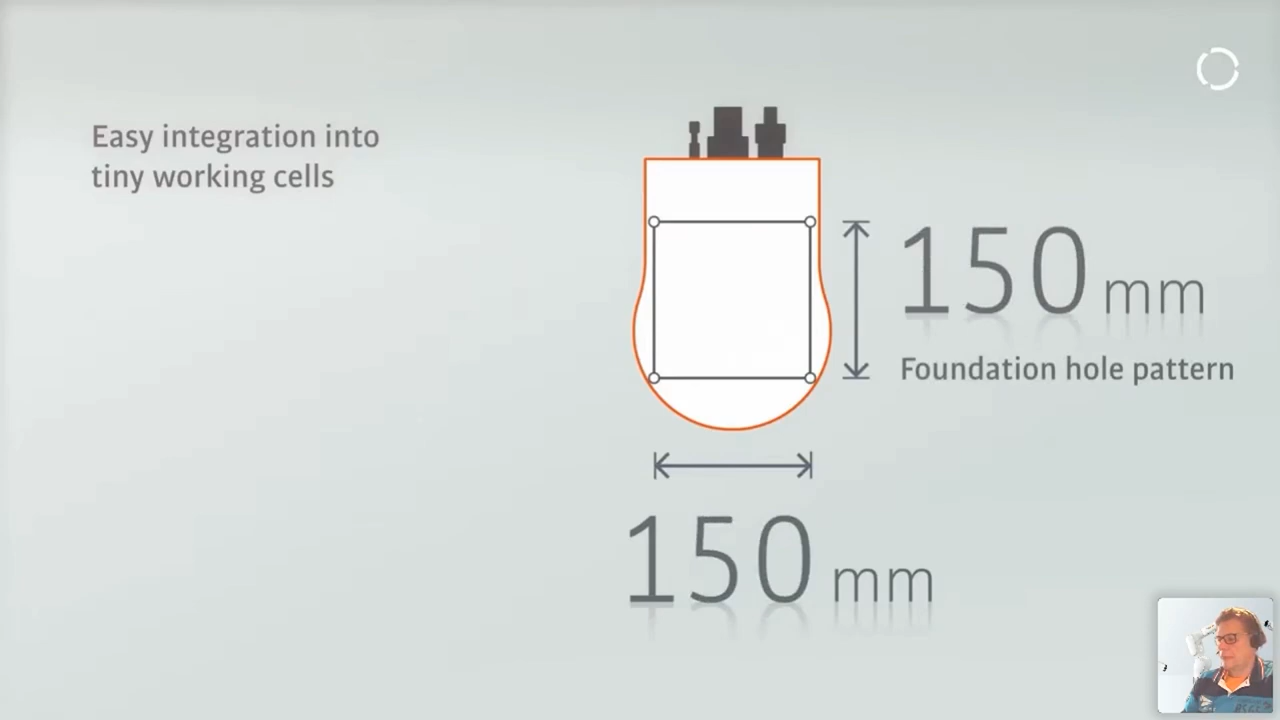 Easy integration into
tiny working cells
150 mm
Foundation hole pattern
150 mm